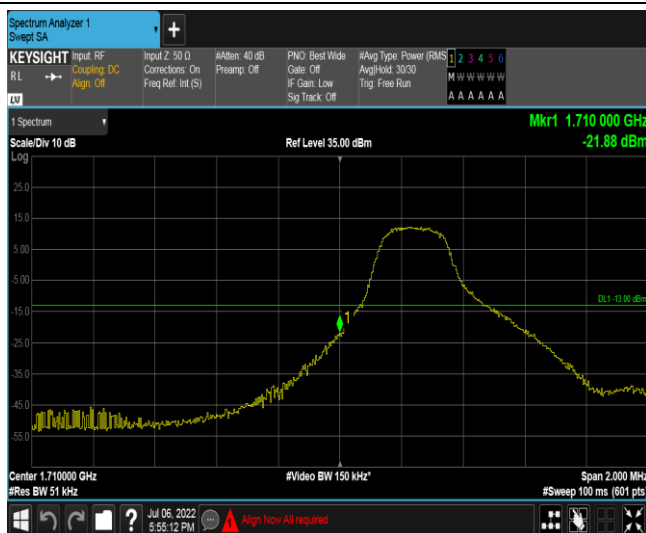 Spectrum Analyzer 1
Swept SA
KEYSIGHT
RL
LXI
Input: RF
Coupling: DC
Align: Off
Input Z: 50 Ω
Corrections: On
Freq Ref: Int (S)
#Atten: 40 dB
Preamp: Off
PNO: Best Wide
Gate: Off
IF Gain: Low
Sig Track: Off
#Avg Type: Power (RMS
Avg|Hold: 30/30
Trig: Free Run
1 2 3 4 5 6
M W W W W W
A A A A A A
1 Spectrum
Mkr1 1.710 000 GHz
-21.88 dBm
Scale/Div 10 dB
Ref Level 35.00 dBm
Log
25.0
15.0
5.00
-5.00
DL1 -13.00 dBm
-15.0
1
-25.0
-35.0
-45.0
-55.0
Center 1.710000 GHz
#Video BW 150 kHz*
Span 2.000 MHz
#Res BW 51 kHz
#Sweep 100 ms (601 pts
?
Jul 06, 2022
5:55:12 PM
Align Now All required